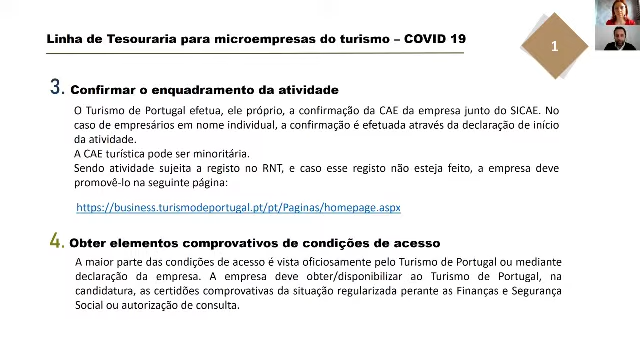 Linha de Tesouraria para microempresas do turismo – COVID 19
1
3. Confirmar o enquadramento da atividade
O Turismo de Portugal efetua, ele próprio, a confirmação da CAE da empresa junto do SICAE. No
caso de empresários em nome individual, a confirmação é efetuada através da declaração de início
da atividade.
A CAE turística pode ser minoritária.
Sendo atividade sujeita a registo no RNT, e caso esse registo não esteja feito, a empresa deve
promovê-lo na seguinte página:
https://business.turismodeportugal.pt/pt/Paginas/homepage.aspx
4. Obter elementos comprovativos de condições de acesso
A maior parte das condições de acesso é vista oficiosamente pelo Turismo de Portugal ou mediante
declaração da empresa. A empresa deve obter/disponibilizar ao Turismo de Portugal, na
candidatura, as certidões comprovativas da situação regularizada perante as Finanças e Segurança
Social ou autorização de consulta.